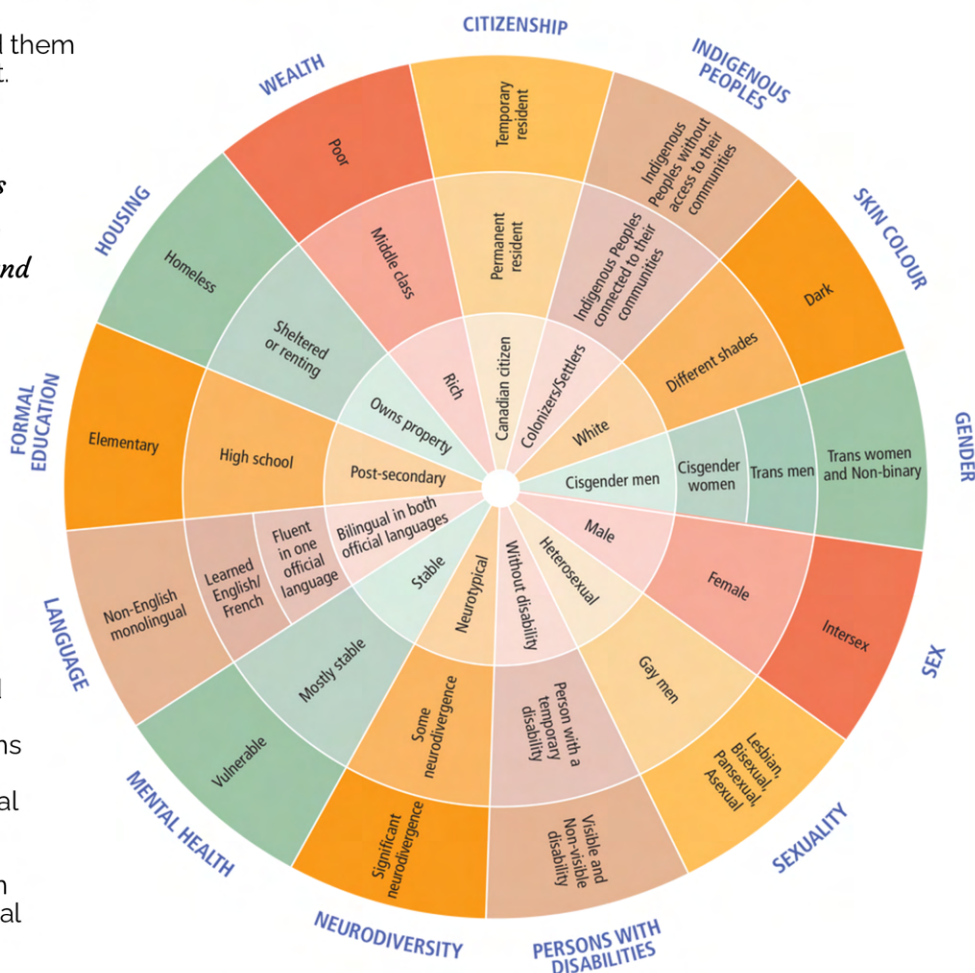 d them
t.
s
nd
d
ns
al
n
al
CITIZENSHIP
Temporary
resident
Permanent
resident
Canadian citizen
INDIGENOUS
PEOPLES
Indigenous
Peoples without
access to their
communities
Indigenous Peoples
connected to their
communities
Colonizers/Settlers
SKIN COLOUR
Dark
Different shades
White
GENDER
Trans women
and Non-binary
Trans men
Cisgender
women
Cisgender men
SEX
Intersex
Female
Male
SEXUALITY
Lesbian,
Bisexual,
Pansexual,
Asexual
Gay men
Heterosexual
PERSONS WITH
DISABILITIES
Visible and
Non-visible
disability
Person with a
temporary
disability
Without disability
NEURODIVERSITY
Significant
neurodivergence
Some
neurodivergence
Neurotypical
MENTAL HEALTH
Vulnerable
Mostly stable
Stable
LANGUAGE
Non-English
monolingual
Learned
English/
French
Fluent
in one
official
language
Bilingual in both
official languages
FORMAL
EDUCATION
Elementary
High school
Post-secondary
HOUSING
Homeless
Sheltered
or renting
Owns property
WEALTH
Poor
Middle class
Rich